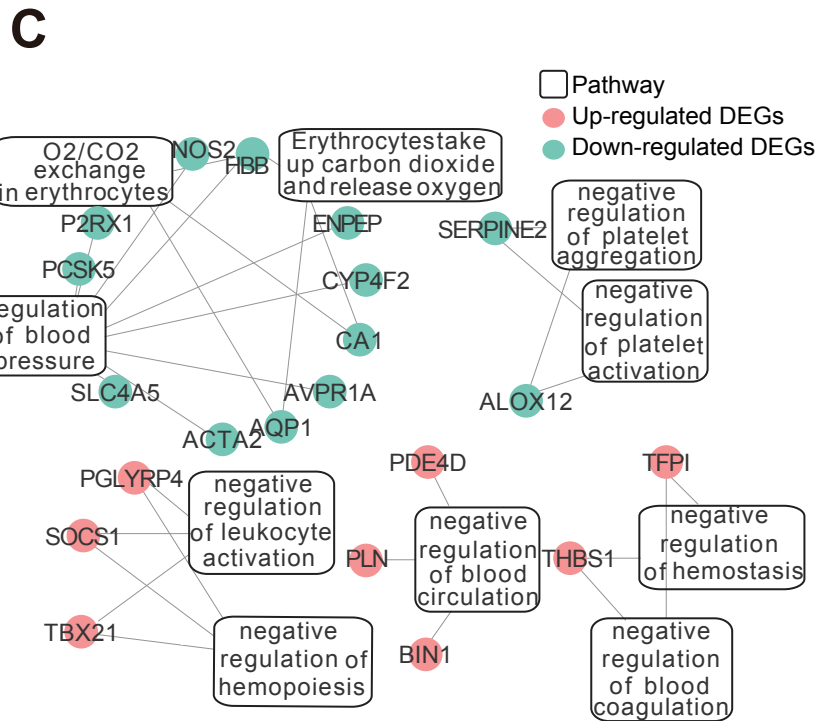 C
Pathway
Up-regulated DEGs
Down-regulated DEGs
O2/CO2
exchange
in erythrocytes
NOS2
HBB
Erythrocytestake
up carbon dioxide
and release oxygen
P2RX1
ENPEP
PCSK5
CYP4F2
egulation
of blood
pressure
CA1
SLC4A5
AVPR1A
ACTA2
AQP1
SERPINE2
negative
regulation
of platelet
aggregation
negative
regulation
of platelet
activation
ALOX12
PGLYRP4
SOCS1
TBX21
negative
regulation
of leukocyte
activation
negative
regulation of
hemopoiesis
PDE4D
PLN
BIN1
negative
regulation
of blood
circulation
TFPI
THBS1
negative
regulation
of hemostasis
negative
regulation
of blood
coagulation